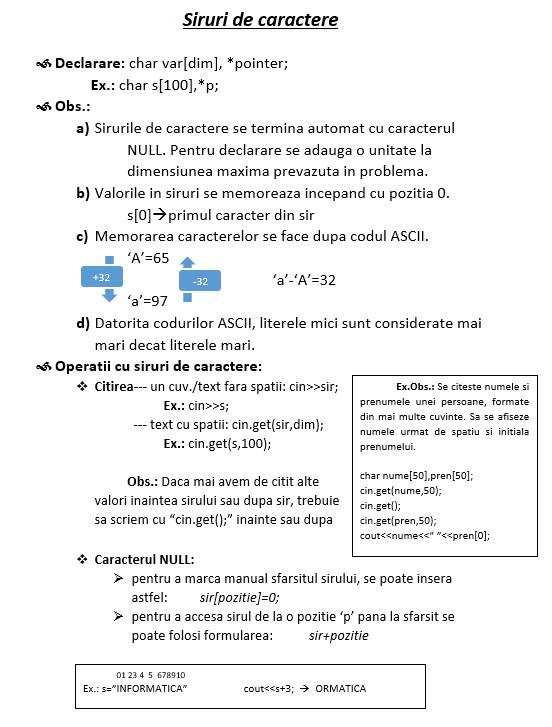 Siruri de caractere
Declarare: char var[dim], *pointer;
Ex.: char s[100],*p;
Obs.:
a) Sirurile de caractere se termina automat cu caracterul
NULL. Pentru declarare se adauga o unitate la
dimensiunea maxima prevazuta in problema.
b) Valorile in siruri se memoreaza incepand cu pozitia 0.
s[0]→primul caracter din sir
c) Memorarea caracterelor se face dupa codul ASCII.
‘A’=65
+32
-32
‘a’-‘A’=32
‘a’=97
d) Datorita codurilor ASCII, literele mici sunt considerate mai
mari decat literele mari.
Operatii cu siruri de caractere:
❖ Citirea--- un cuv./text fara spatii: cin>>sir;
Ex.: cin>>s;
--- text cu spatii: cin.get(sir,dim);
Ex.: cin.get(s,100);
Obs.: Daca mai avem de citit alte
valori inaintea sirului sau dupa sir, trebuie
sa scriem cu “cin.get();” inainte sau dupa
Ex.Obs.: Se citeste numele si
prenumele unei persoane, formate
din mai multe cuvinte. Sa se afiseze
numele urmat de spatiu si initiala
prenumelui.
char nume[50],pren[50];
cin.get(nume,50);
cin.get();
cin.get(pren,50);
cout<<nume<<“ ”<<pren[0];
❖ Caracterul NULL:
➢ pentru a marca manual sfarsitul sirului, se poate insera
astfel: sir[pozitie]=0;
➢ pentru a accesa sirul de la o pozitie ‘p’ pana la sfarsit se
poate folosi formularea: sir+pozitie
01 23 4 5 678910
Ex.: s=“INFORMATICA” cout<<s+3; → ORMATICA